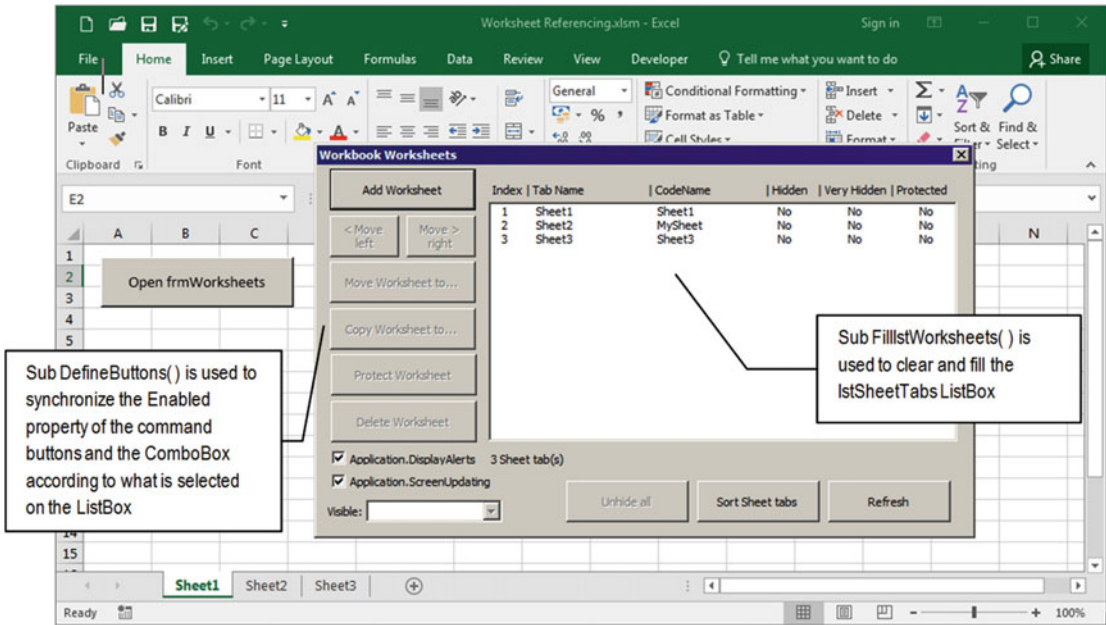 Worksheet Referencing.xlsm - Excel
Sign in
File
Home
Insert
Page Layout
Formulas
Data
Review
View
Developer
Tell me what you want to do
Share
Paste
Calibri
11
A A
B I U
General
% ,
Conditional Formatting
Format as Table
Cell Styles
Insert
Delete
Format
Sort & Find &
Filter Select
Clipboard
Font
E2
A B C N
1
2
3
4
5
14
15
Open frmWorksheets
Workbook Worksheets
Add Worksheet
< Move left
Move > right
Move Worksheet to...
Copy Worksheet to...
Protect Worksheet
Delete Worksheet
Index | Tab Name | CodeName | Hidden | Very Hidden | Protected
1 Sheet1 Sheet1 No No No
2 Sheet2 MySheet No No No
3 Sheet3 Sheet3 No No No
Application.DisplayAlerts
3 Sheet tab(s)
Application.ScreenUpdating
Visible:
Unhide all
Sort Sheet tabs
Refresh
Sub DefineButtons( ) is used to
synchronize the Enabled
property of the command
buttons and the ComboBox
according to what is selected
on the ListBox
Sub FilllstWorksheets( ) is
used to clear and fill the
lstSheetTabs ListBox
Sheet1
Sheet2
Sheet3
Ready
100%